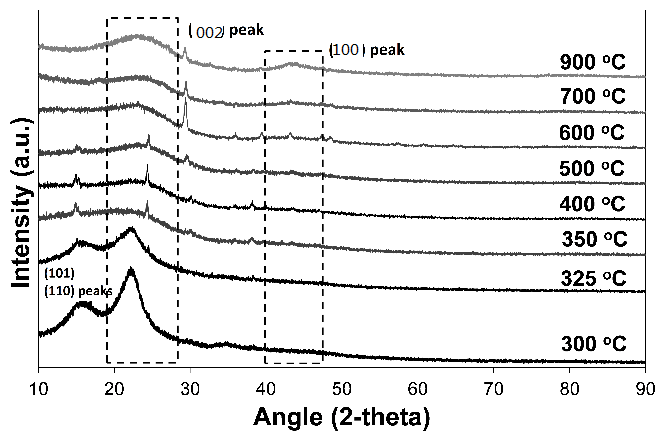 (002) peak
(100) peak
900 °C
700 °C
600 °C
500 °C
400 °C
350 °C
(101)
(110) peaks
325 °C
300 °C
Intensity (a.u.)
10 20 30 40 50 60 70 80 90
Angle (2-theta)